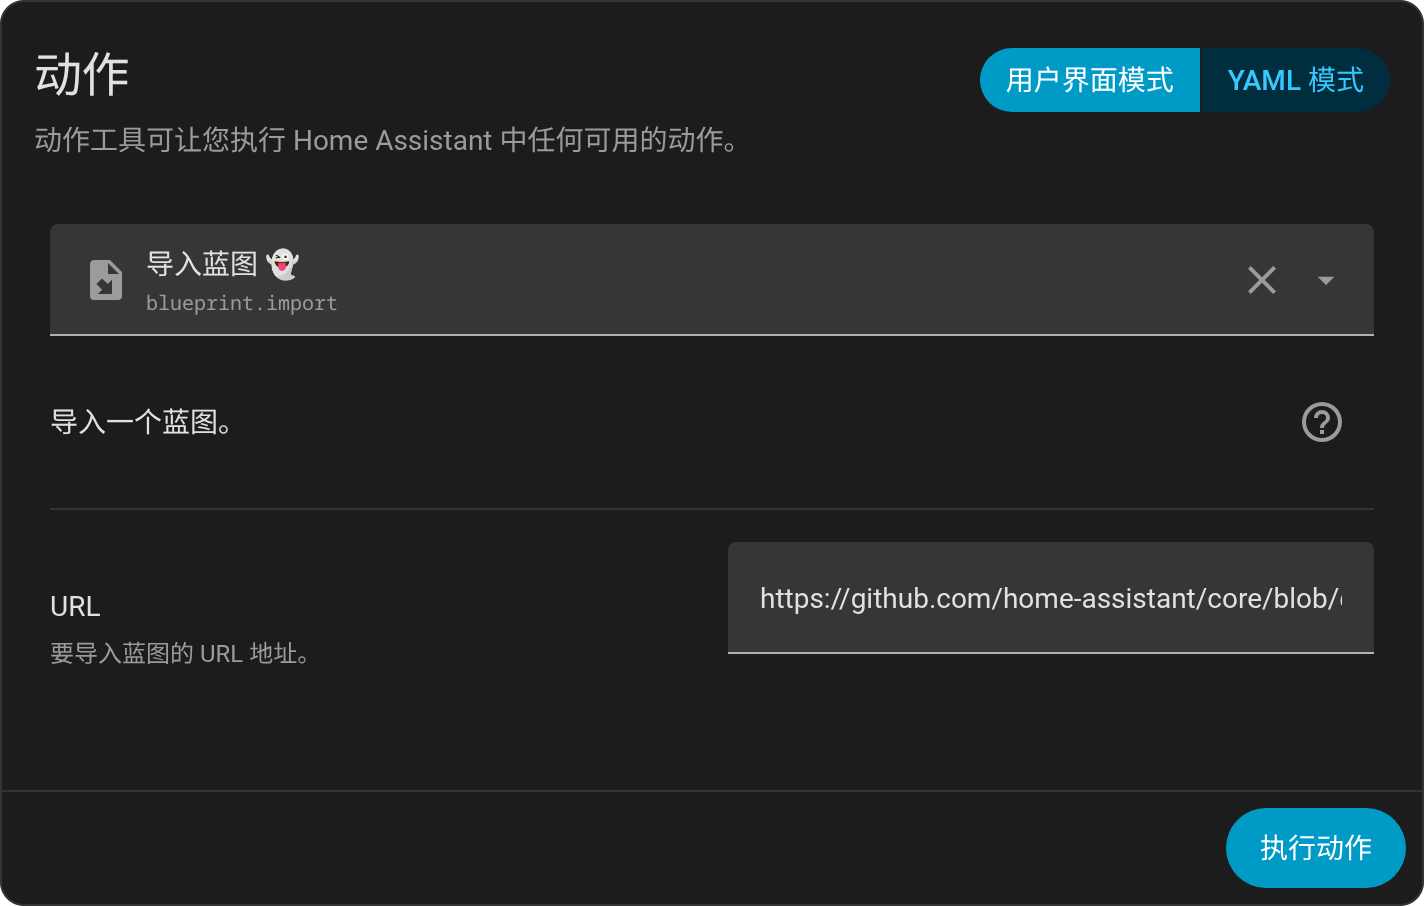 动作
用户界面模式
YAML 模式
动作工具可让您执行 Home Assistant 中任何可用的动作。
导入蓝图 👻
blueprint.import
导入一个蓝图。
URL
要导入蓝图的 URL 地址。
https://github.com/home-assistant/core/blob/
执行动作